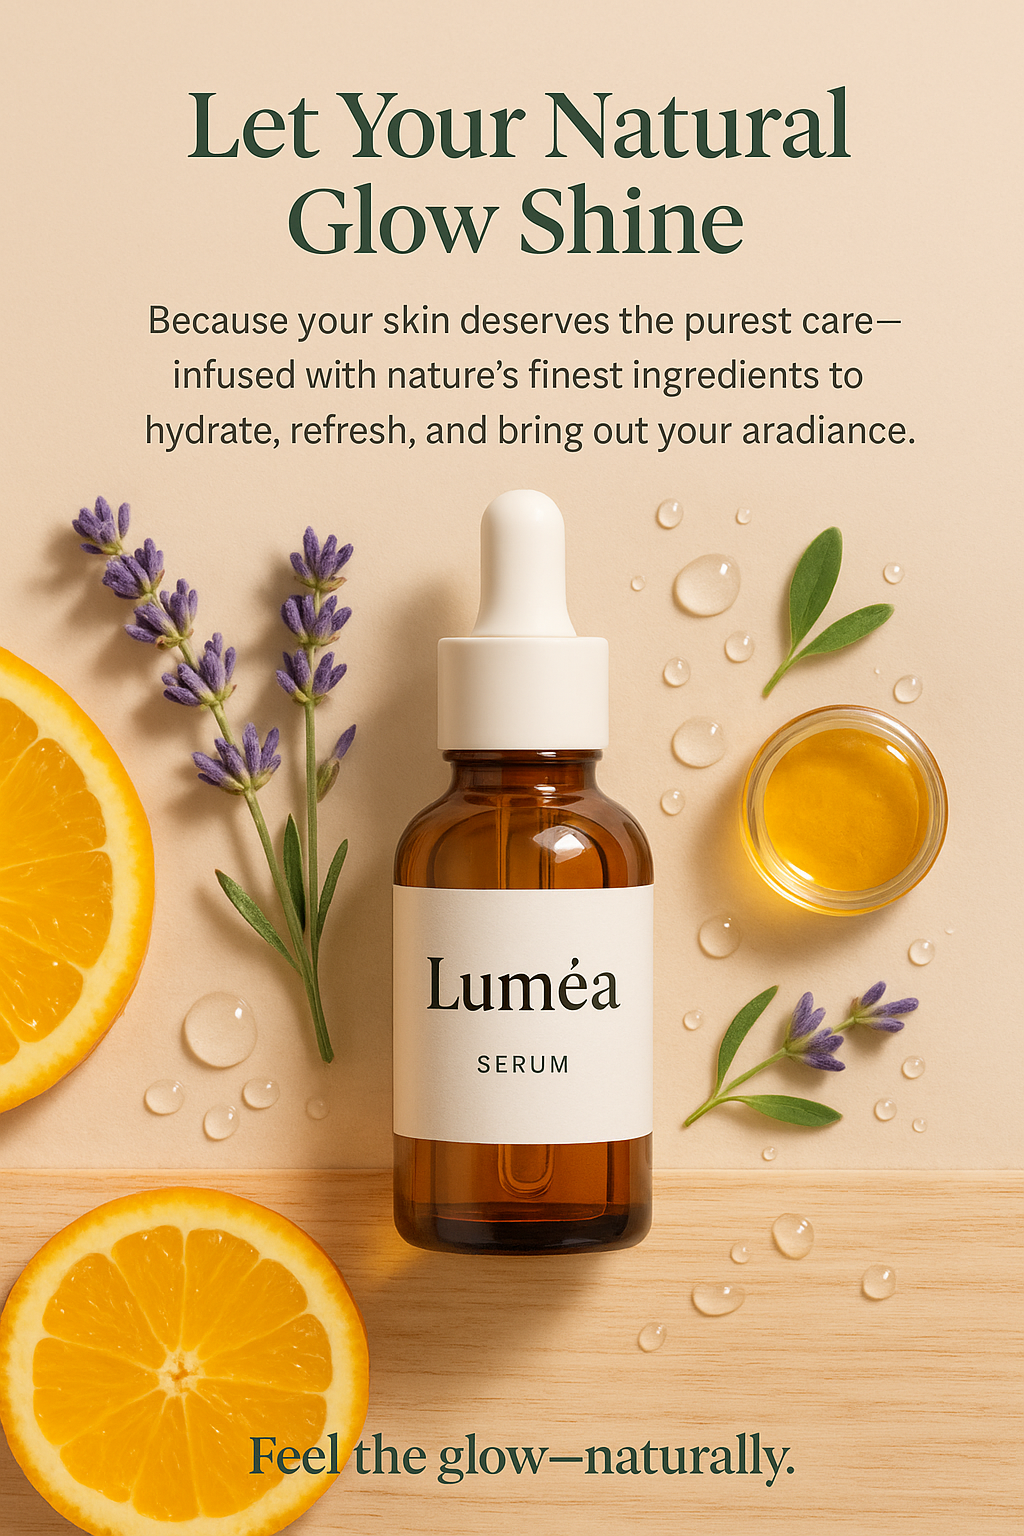 Let Your Natural
Glow Shine
Because your skin deserves the purest care—
infused with nature’s finest ingredients to
hydrate, refresh, and bring out your aradiance.
Luméa
SERUM
Feel the glow—naturally.